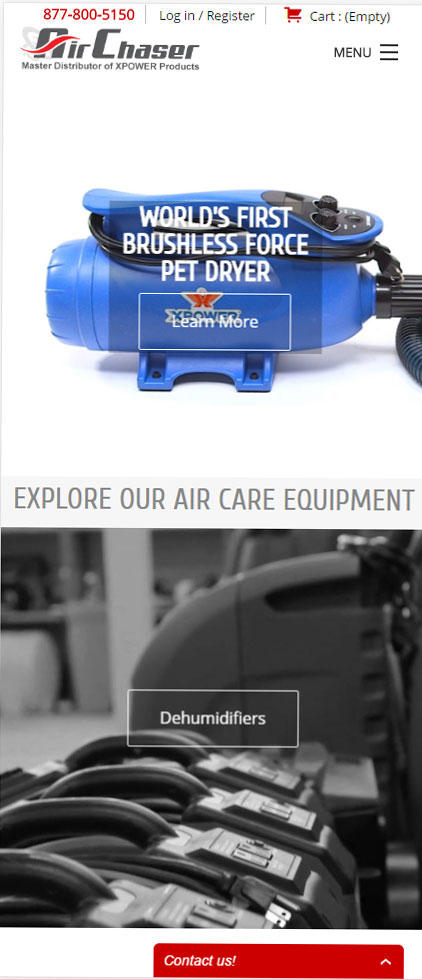 877-800-5150 Log in / Register Cart : (Empty)
AirChaser
MENU
Master Distributor of XPOWER Products
WORLD'S FIRST
BRUSHLESS FORCE
PET DRYER
XPOWER
Learn More
EXPLORE OUR AIR CARE EQUIPMENT
Dehumidifiers
Contact us!